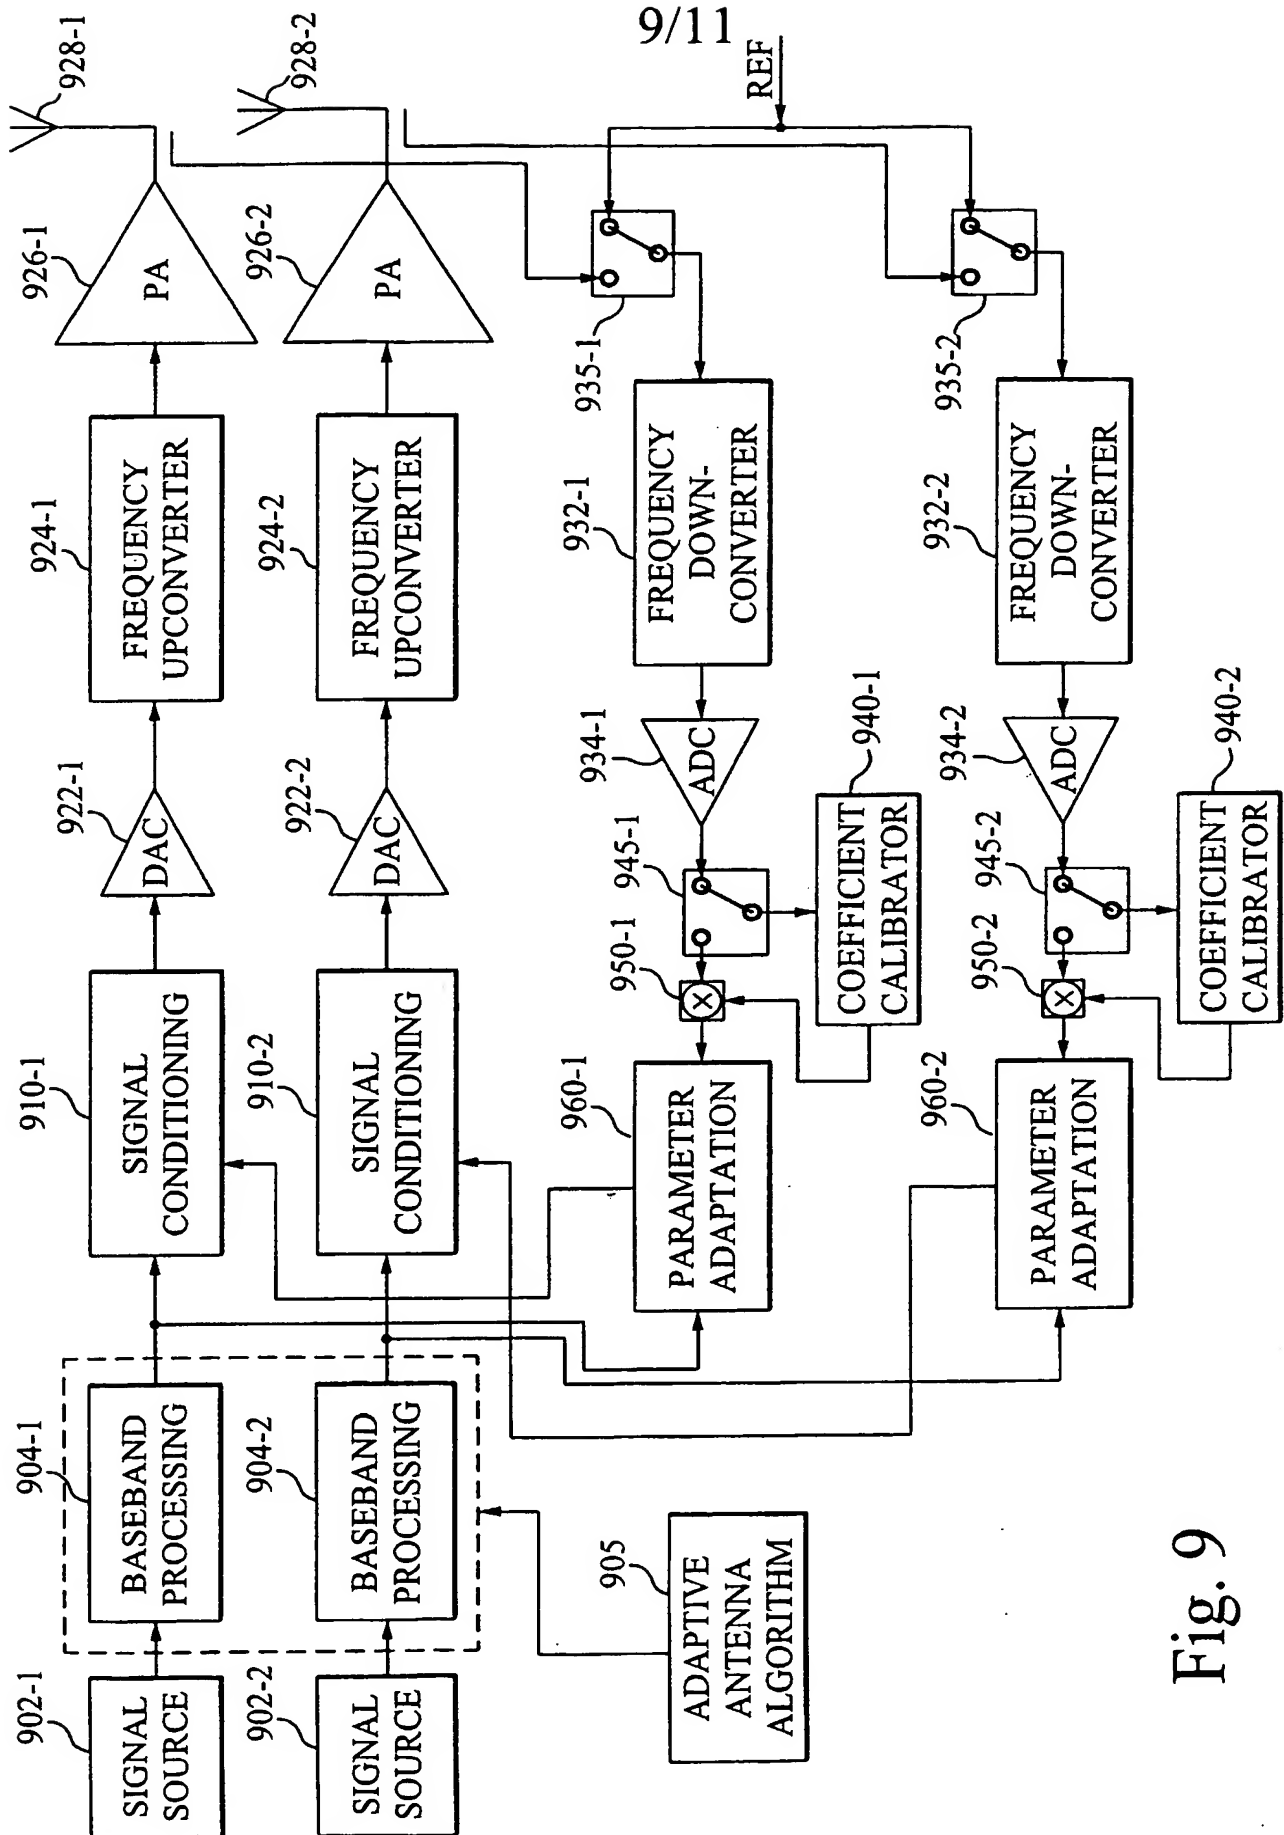 9/11
902-1
SIGNAL
SOURCE
904-1
BASEBAND
PROCESSING
910-1
SIGNAL
CONDITIONING
922-1
DAC
924-1
FREQUENCY
UPCONVERTER
926-1
PA
928-1
902-2
SIGNAL
SOURCE
904-2
BASEBAND
PROCESSING
910-2
SIGNAL
CONDITIONING
922-2
DAC
924-2
FREQUENCY
UPCONVERTER
926-2
PA
928-2
905
ADAPTIVE
ANTENNA
ALGORITHM
960-1
PARAMETER
ADAPTATION
950-1
X
945-1
934-1
ADC
932-1
FREQUENCY
DOWN-
CONVERTER
935-1
REF
COEFFICIENT
CALIBRATOR
940-1
960-2
PARAMETER
ADAPTATION
950-2
X
945-2
934-2
ADC
932-2
FREQUENCY
DOWN-
CONVERTER
935-2
COEFFICIENT
CALIBRATOR
940-2
Fig. 9